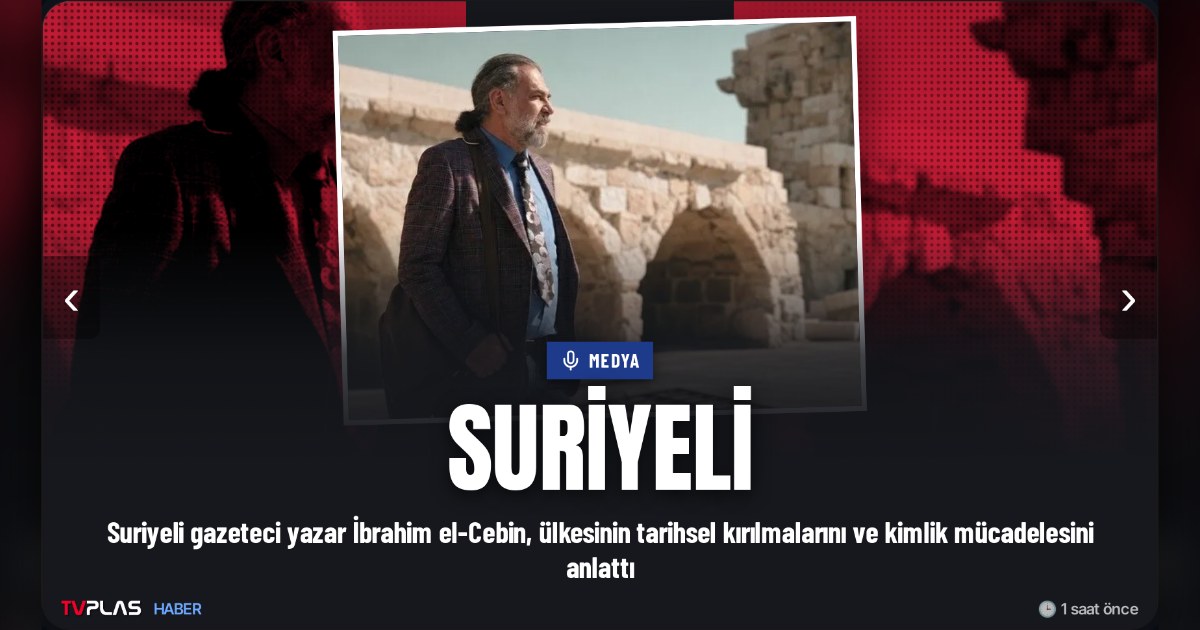 MEDYA
SURİYELİ
Suriyeli gazeteci yazar İbrahim el-Cebin, ülkesinin tarihsel kırılmalarını ve kimlik mücadelesini
anlattı
TVPLAS HABER
1 saat önce